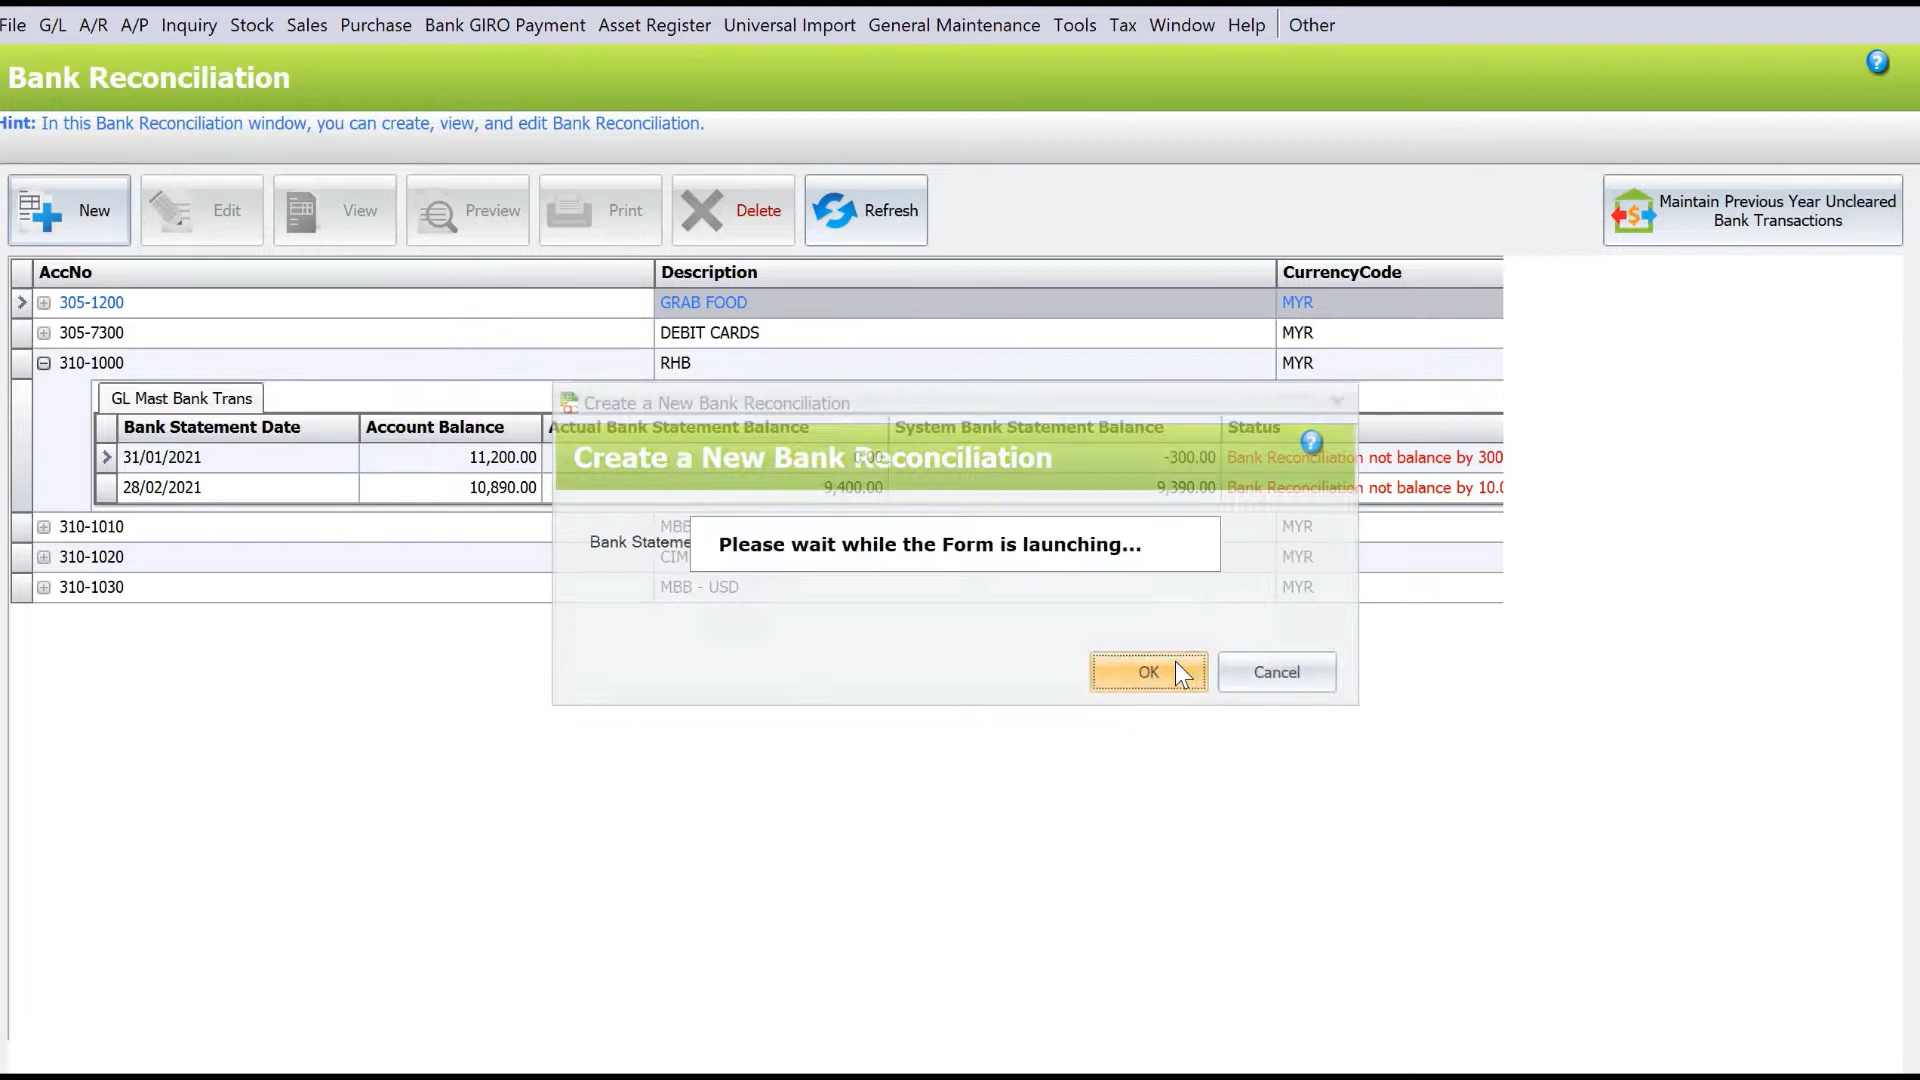 File G/L A/R A/P Inquiry Stock Sales Purchase Bank GIRO Payment Asset Register Universal Import General Maintenance Tools Tax Window Help Other
Bank Reconciliation
Hint: In this Bank Reconciliation window, you can create, view, and edit Bank Reconciliation.
New Edit View Preview Print Delete Refresh
Maintain Previous Year Uncleared
Bank Transactions
AccNo Description CurrencyCode
305-1200 GRAB FOOD MYR
305-7300 DEBIT CARDS MYR
310-1000 RHB MYR
GL Mast Bank Trans
Create a New Bank Reconciliation
Bank Statement Date Account Balance Actual Bank Statement Balance System Bank Statement Balance Status
31/01/2021 11,200.00 0.00 -300.00 Bank Reconciliation not balance by 300
Create a New Bank Reconciliation
28/02/2021 10,890.00 9,400.00 9,390.00 Bank Reconciliation not balance by 10.0
310-1010 MBB MYR
Bank Stateme
Please wait while the Form is launching...
310-1020 CIM MYR
310-1030 MBB - USD MYR
OK Cancel